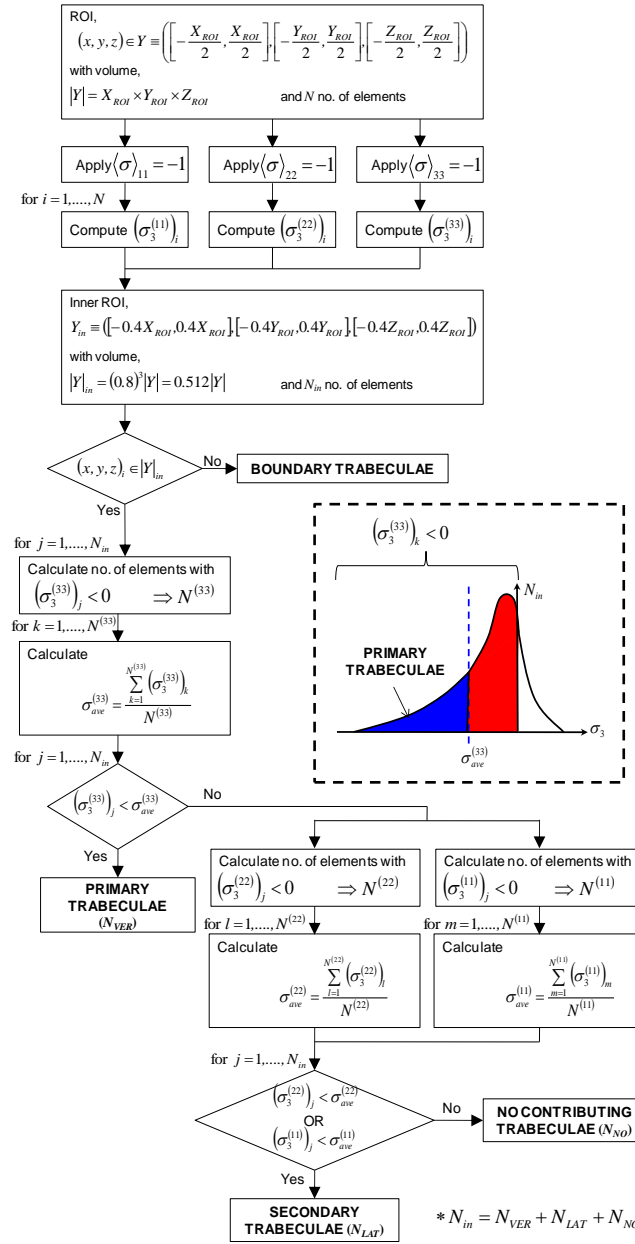 ROI,
(x, y, z) ∈ Y ≡ ([-X_ROI/2, X_ROI/2], [-Y_ROI/2, Y_ROI/2], [-Z_ROI/2, Z_ROI/2])
with volume,
|Y| = X_ROI × Y_ROI × Z_ROI and N no. of elements
Apply ⟨σ⟩_11 = −1
Apply ⟨σ⟩_22 = −1
Apply ⟨σ⟩_33 = −1
for i = 1,...., N
Compute (σ_3^(11))_i
Compute (σ_3^(22))_i
Compute (σ_3^(33))_i
Inner ROI,
Y_in ≡ ([−0.4X_ROI, 0.4X_ROI], [−0.4Y_ROI, 0.4Y_ROI], [−0.4Z_ROI, 0.4Z_ROI])
with volume,
|Y|_in = (0.8)^3 |Y| = 0.512|Y| and N_in no. of elements
(x, y, z)_i ∈ |Y|_in
No
BOUNDARY TRABECULAE
Yes
for j = 1,...., N_in
Calculate no. of elements with
(σ_3^(33))_j < 0 ⇒ N^(33)
for k = 1,...., N^(33)
Calculate
σ_ave^(33) = ∑_{k=1}^{N^(33)} (σ_3^(33))_k / N^(33)
(σ_3^(33))_k < 0
N_in
PRIMARY
TRABECULAE
σ_3
σ_ave^(33)
for j = 1,...., N_in
(σ_3^(33))_j < σ_ave^(33)
No
Yes
PRIMARY
TRABECULAE
(N_VER)
Calculate no. of elements with
(σ_3^(22))_j < 0 ⇒ N^(22)
Calculate no. of elements with
(σ_3^(11))_j < 0 ⇒ N^(11)
for l = 1,...., N^(22)
for m = 1,...., N^(11)
Calculate
σ_ave^(22) = ∑_{l=1}^{N^(22)} (σ_3^(22))_l / N^(22)
Calculate
σ_ave^(11) = ∑_{m=1}^{N^(11)} (σ_3^(11))_m / N^(11)
for j = 1,...., N_in
(σ_3^(22))_j < σ_ave^(22)
OR
(σ_3^(11))_j < σ_ave^(11)
No
NO CONTRIBUTING
TRABECULAE (N_NO)
Yes
SECONDARY
TRABECULAE (N_LAT)
* N_in = N_VER + N_LAT + N_NO